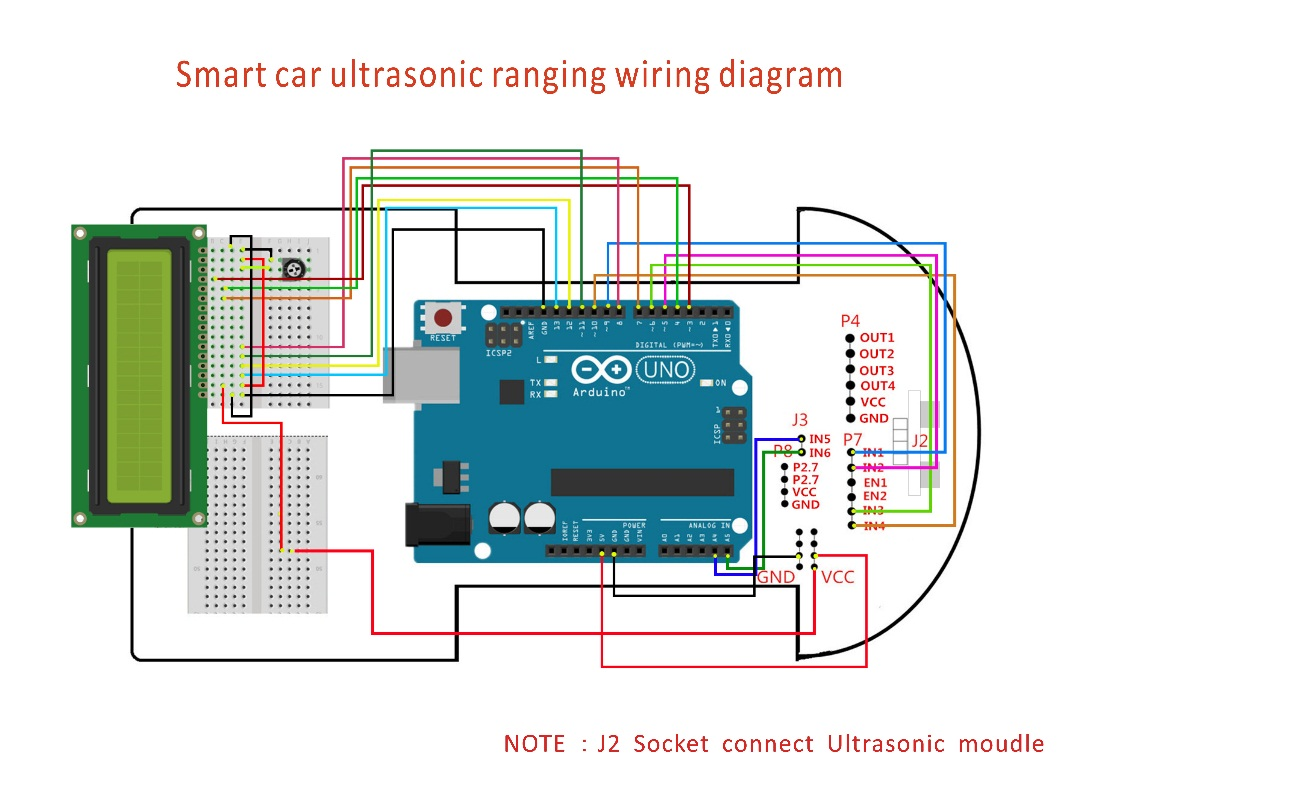 Smart car ultrasonic ranging wiring diagram
RESET
ICSP2
AREF
GND
13
12
~11
~10
~9
8
7
~6
~5
4
~3
2
TX0▶1
RX0◀0
DIGITAL (PWM=~)
L
TX
RX
Arduino™
UNO
ON
1
ICSP
IOREF
RESET
3V3
5V
GND
GND
VIN
POWER
ANALOG IN
A0
A1
A2
A3
A4
A5
P4
OUT1
OUT2
OUT3
OUT4
VCC
GND
J3
IN5
IN6
P8
P2.7
P2.7
VCC
GND
P7
IN1
IN2
EN1
EN2
IN3
IN4
J2
GND
VCC
NOTE : J2 Socket connect Ultrasonic moudle